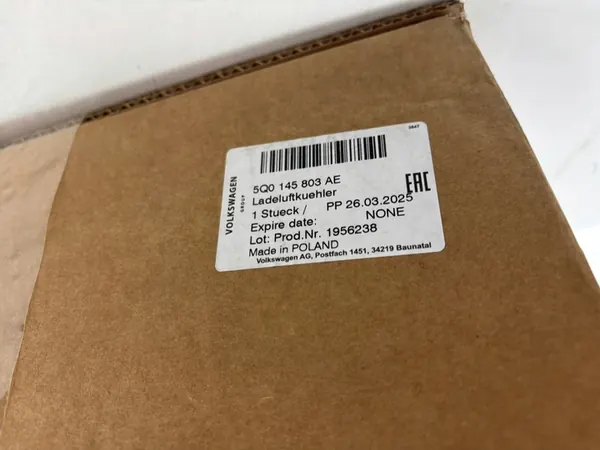 2847
VOLKSWAGEN
GROUP
5Q0 145 803 AE
Ladeluftkuehler
1 Stueck / PP 26.03.2025
Expire date: NONE
Lot: Prod.Nr. 1956238
Made in POLAND
Volkswagen AG, Postfach 1451, 34219 Baunatal
EAC